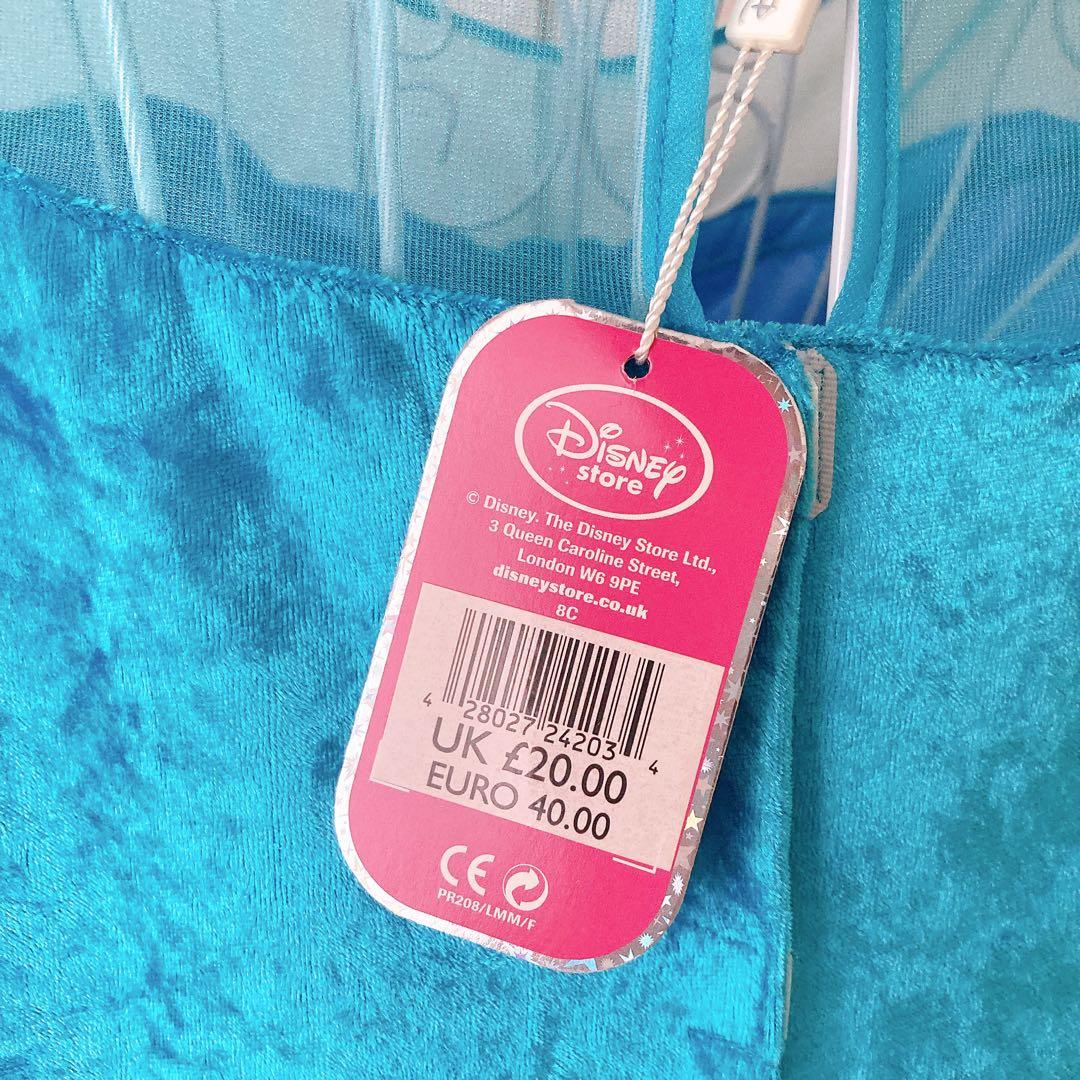 Disney
store
© Disney. The Disney Store Ltd.,
3 Queen Caroline Street,
London W6 9PE
disneystore.co.uk
8C
4 28027 24203 4
UK £20.00
EURO 40.00
CE
PR208/LMM/F